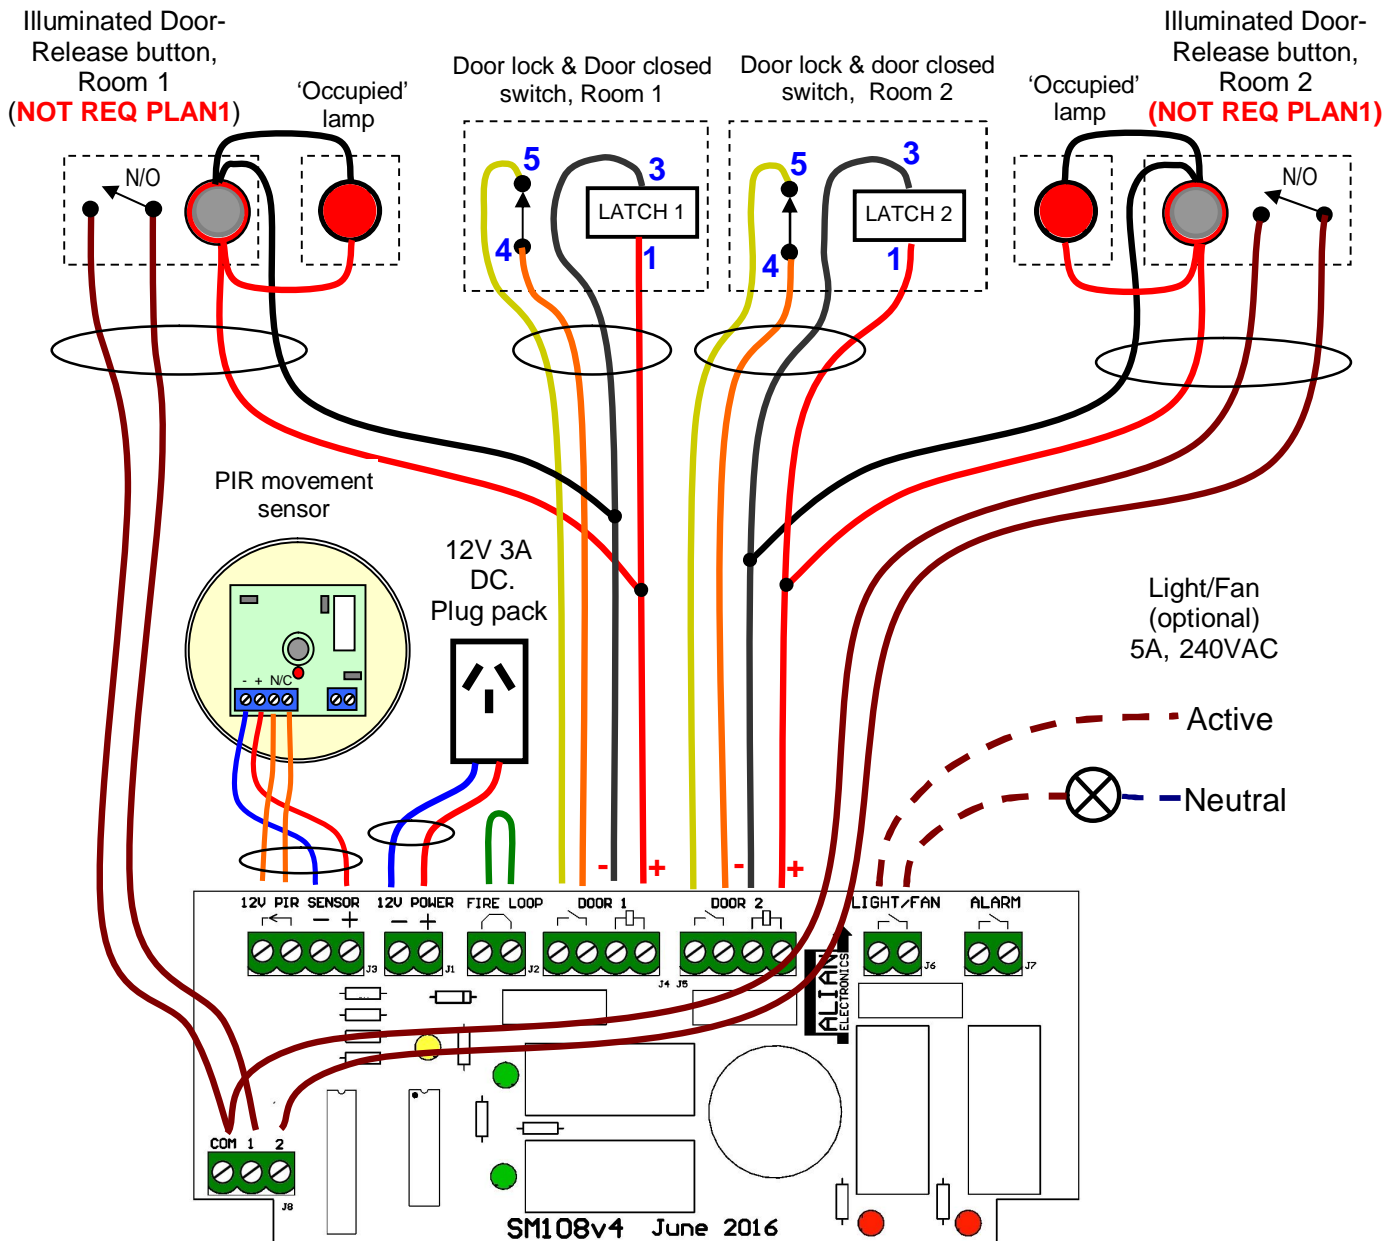 Illuminated Door-
Release button,
Room 1
(NOT REQ PLAN1)
'Occupied'
lamp
Door lock & Door closed
switch, Room 1
Door lock & door closed
switch, Room 2
'Occupied'
lamp
Illuminated Door-
Release button,
Room 2
(NOT REQ PLAN1)
N/O
5
3
LATCH 1
4
1
5
3
LATCH 2
4
1
N/O
PIR movement
sensor
- + N/C
12V 3A
DC.
Plug pack
Light/Fan
(optional)
5A, 240VAC
Active
Neutral
- +
- +
12V PIR SENSOR
- +
12V POWER
- +
FIRE LOOP
DOOR 1
DOOR 2
LIGHT/FAN
ALARM
J3
J1
J2
J4 J5
J6
J7
ALIAN
ELECTRONICS
COM 1 2
J8
SM108v4 June 2016